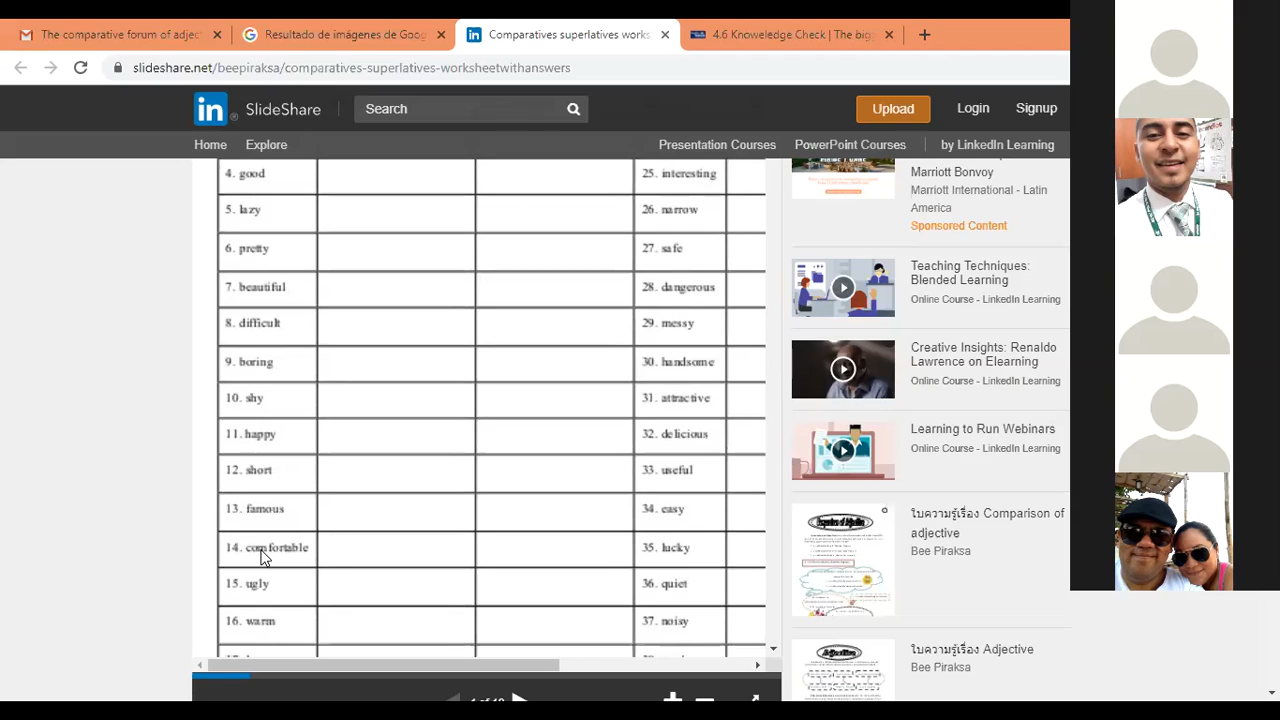 The comparative forum of adject
Resultado de imágenes de Goog
Comparatives superlatives works
4.6 Knoweledge Check | The big
slideshare.net/beepiraksa/comparatives-superlatives-worksheetwithanswers
in SlideShare
Search
Upload
Login
Signup
Home
Explore
Presentation Courses
PowerPoint Courses
by LinkedIn Learning
4. good
5. lazy
6. pretty
7. beautiful
8. difficult
9. boring
10. shy
11. happy
12. short
13. famous
14. comfortable
15. ugly
16. warm
25. interesting
26. narrow
27. safe
28. dangerous
29. messy
30. handsome
31. attractive
32. delicious
33. useful
34. easy
35. lucky
36. quiet
37. noisy
Marriott Bonvoy
Marriott International - Latin
America
Sponsored Content
Teaching Techniques:
Blended Learning
Online Course - LinkedIn Learning
Creative Insights: Renaldo
Lawrence on Elearning
Online Course - LinkedIn Learning
Learning to Run Webinars
Online Course - LinkedIn Learning
ใบความรู้เรื่อง Comparison of
adjective
Bee Piraksa
ใบความรู้เรื่อง Adjective
Bee Piraksa